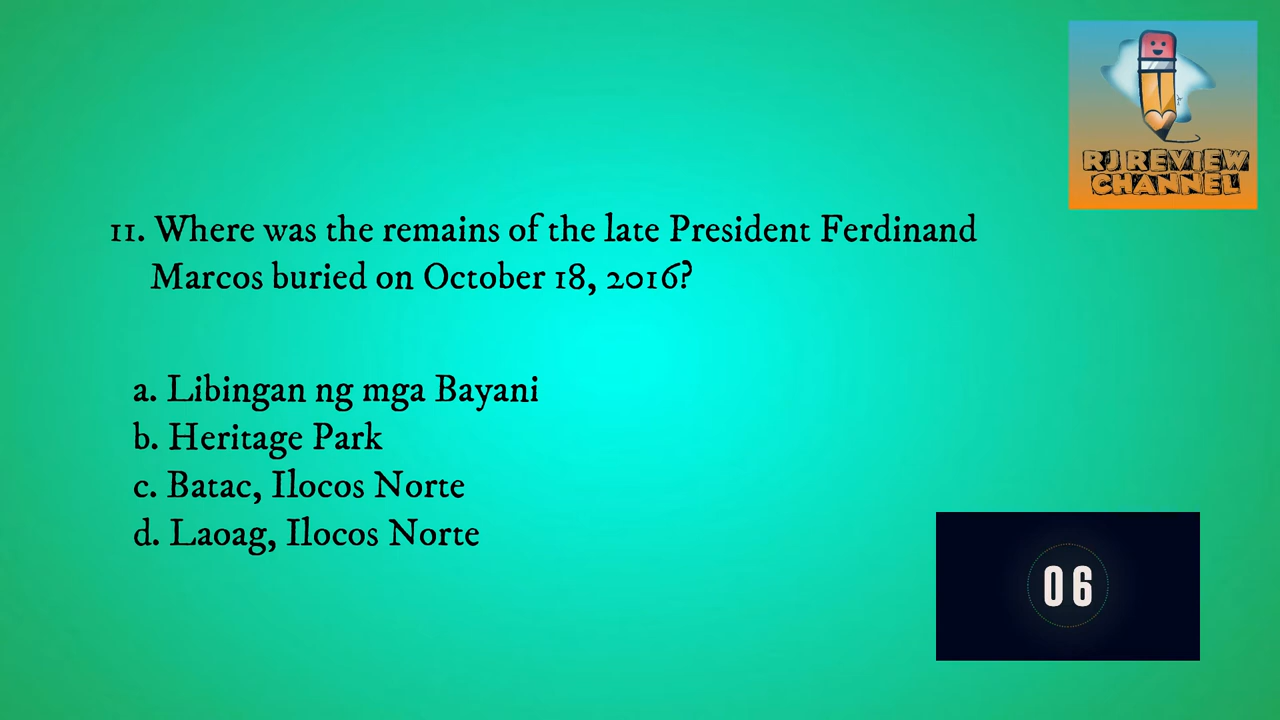 11. Where was the remains of the late President Ferdinand
Marcos buried on October 18, 2016?
a. Libingan ng mga Bayani
b. Heritage Park
c. Batac, Ilocos Norte
d. Laoag, Ilocos Norte
RJ REVIEW
CHANNEL
06